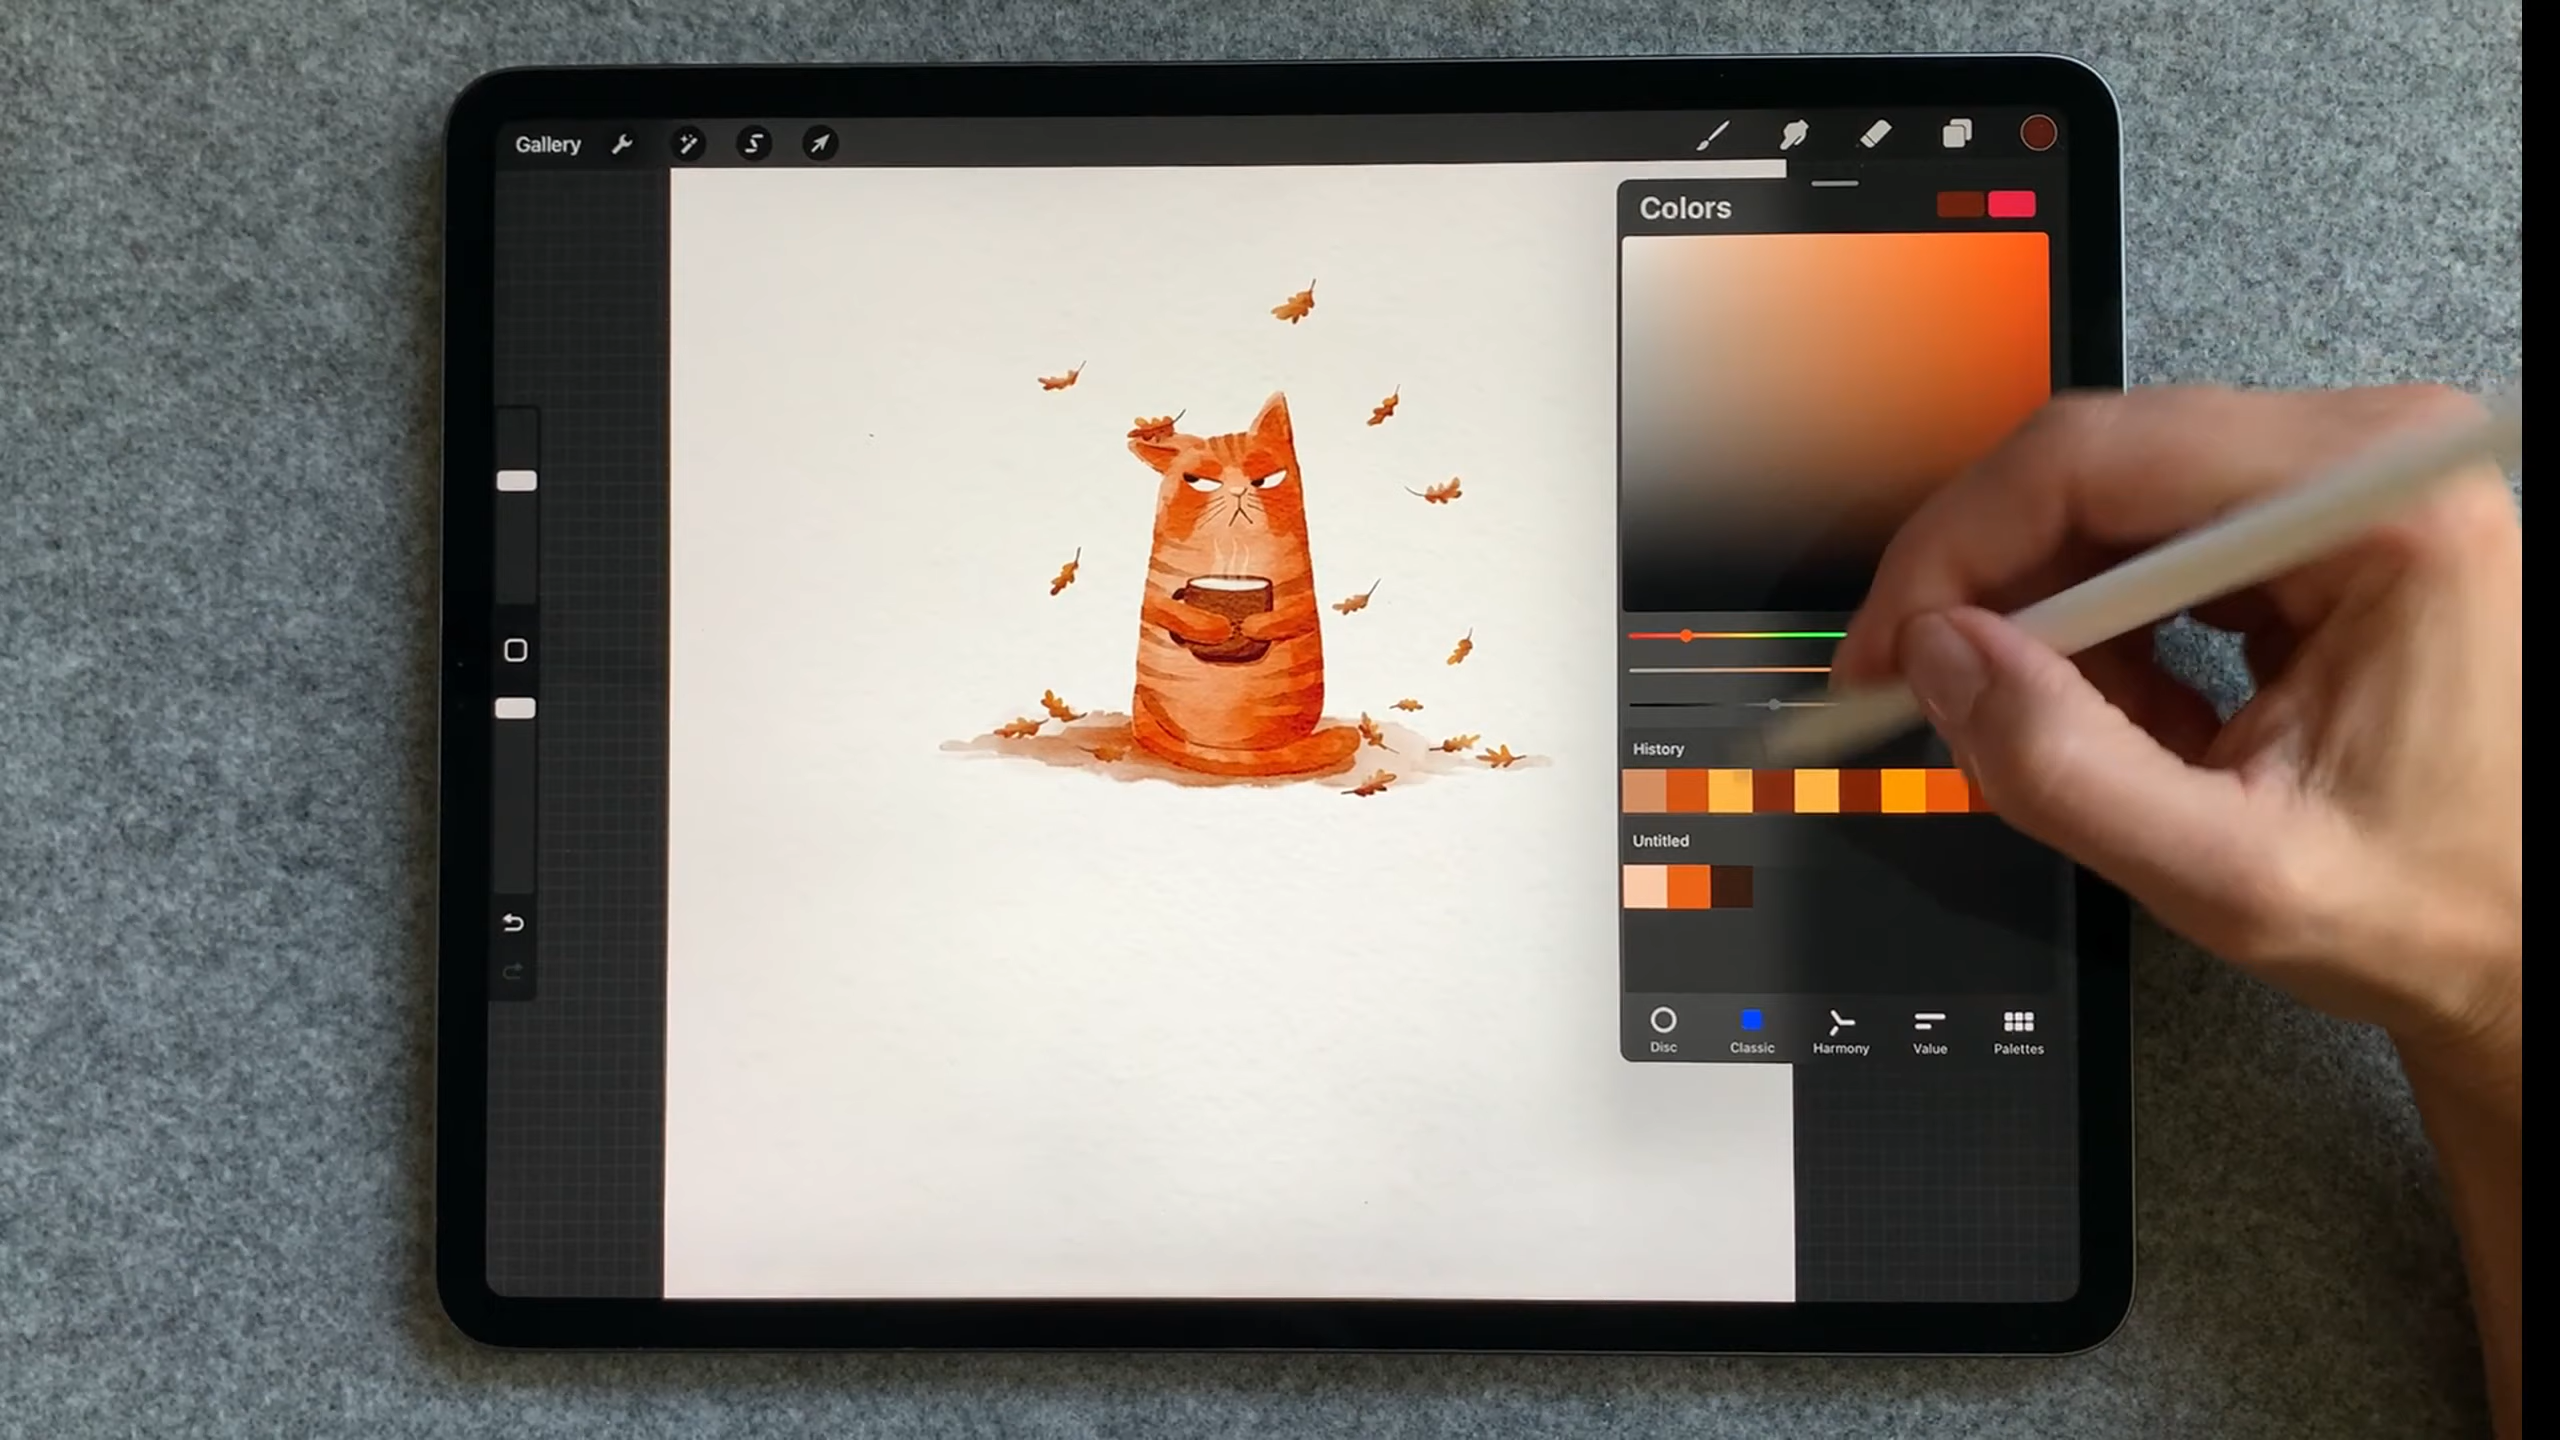 Gallery
Colors
History
Untitled
Disc
Classic
Harmony
Value
Palettes